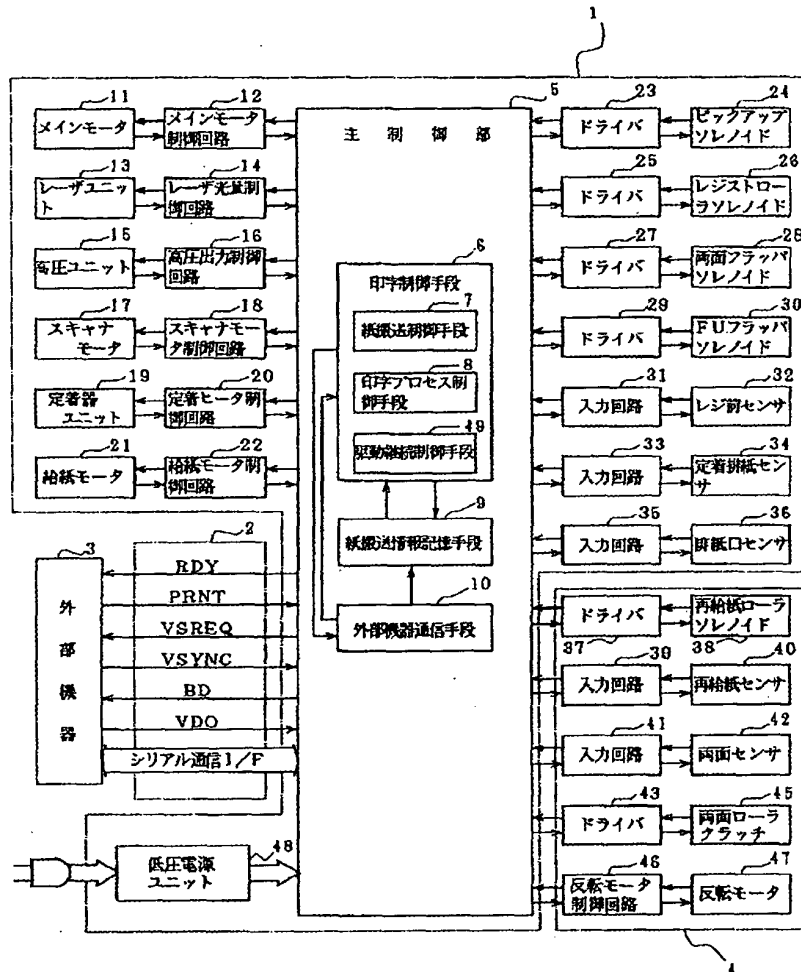 1
11
メインモータ
12
メインモータ
制御回路
13
レーザユニッ
ト
14
レーザ光量制
御回路
15
高圧ユニット
16
高圧出力制御
回路
17
スキャナ
モータ
18
スキャナモー
タ制御回路
19
定着器
ユニット
20
定着ヒータ制
御回路
21
給紙モータ
22
給紙モータ制
御回路
5
主制御部
6
印字制御手段
7
紙搬送制御手段
8
印字プロセス制
御手段
49
駆動継続制御手段
9
紙搬送情報記憶手段
10
外部機器通信手段
23
ドライバ
24
ピックアップ
ソレノイド
25
ドライバ
26
レジストロー
ラソレノイド
27
ドライバ
28
両面フラッパ
ソレノイド
29
ドライバ
30
FUフラッパ
ソレノイド
31
入力回路
32
レジ前センサ
33
入力回路
34
定着排紙セン
サ
35
入力回路
36
排紙口センサ
ドライバ
37
再給紙ローラ
ソレノイド
38
39
入力回路
40
再給紙センサ
41
入力回路
42
両面センサ
43
ドライバ
45
両面ローラ
クラッチ
46
反転モータ
制御回路
47
反転モータ
4
3
外部機器
2
RDY
PRNT
VSREQ
VSYNC
BD
VDO
シリアル通信I/F
48
低圧電源
ユニット